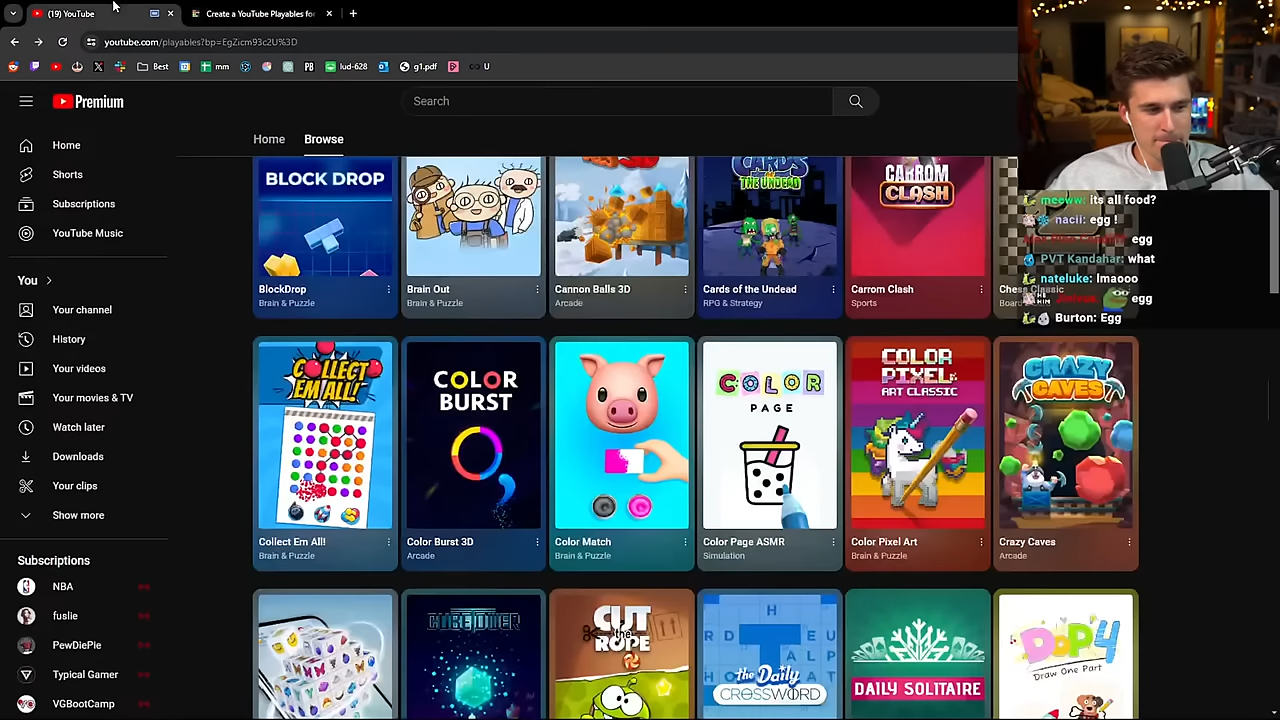 (19) YouTube
Create a YouTube Playables for
youtube.com/playables?bp=EgZicm93c2U%3D
Best
mm
PB
lud-628
g1.pdf
U
Premium
Search
Home
Shorts
Subscriptions
YouTube Music
You
Your channel
History
Your videos
Your movies & TV
Watch later
Downloads
Your clips
Show more
Subscriptions
NBA
fuslie
PewDiePie
Typical Gamer
VGBootCamp
Home Browse
BLOCK DROP
BlockDrop
Brain & Puzzle
Brain Out
Brain & Puzzle
Cannon Balls 3D
Arcade
CARDS OF
THE UNDEAD
Cards of the Undead
RPG & Strategy
CARROM
CLASH
Carrom Clash
Sports
Chess Classic
Board
COLLECT
EM ALL!
Collect Em All!
Brain & Puzzle
COLOR
BURST
Color Burst 3D
Arcade
Color Match
Brain & Puzzle
COLOR
PAGE
Color Page ASMR
Simulation
COLOR
PIXEL
ART CLASSIC
Color Pixel Art
Brain & Puzzle
CRAZY
CAVES
Crazy Caves
Arcade
CUBE TOWER
CUT
the
ROPE
the Daily
CROSSWORD
DAILY SOLITAIRE
DOP4
Draw One Part
meeww: its all food?
nacii: egg !
egg
PVT Kandahar: what
nateluke: lmaooo
egg
Burton: Egg